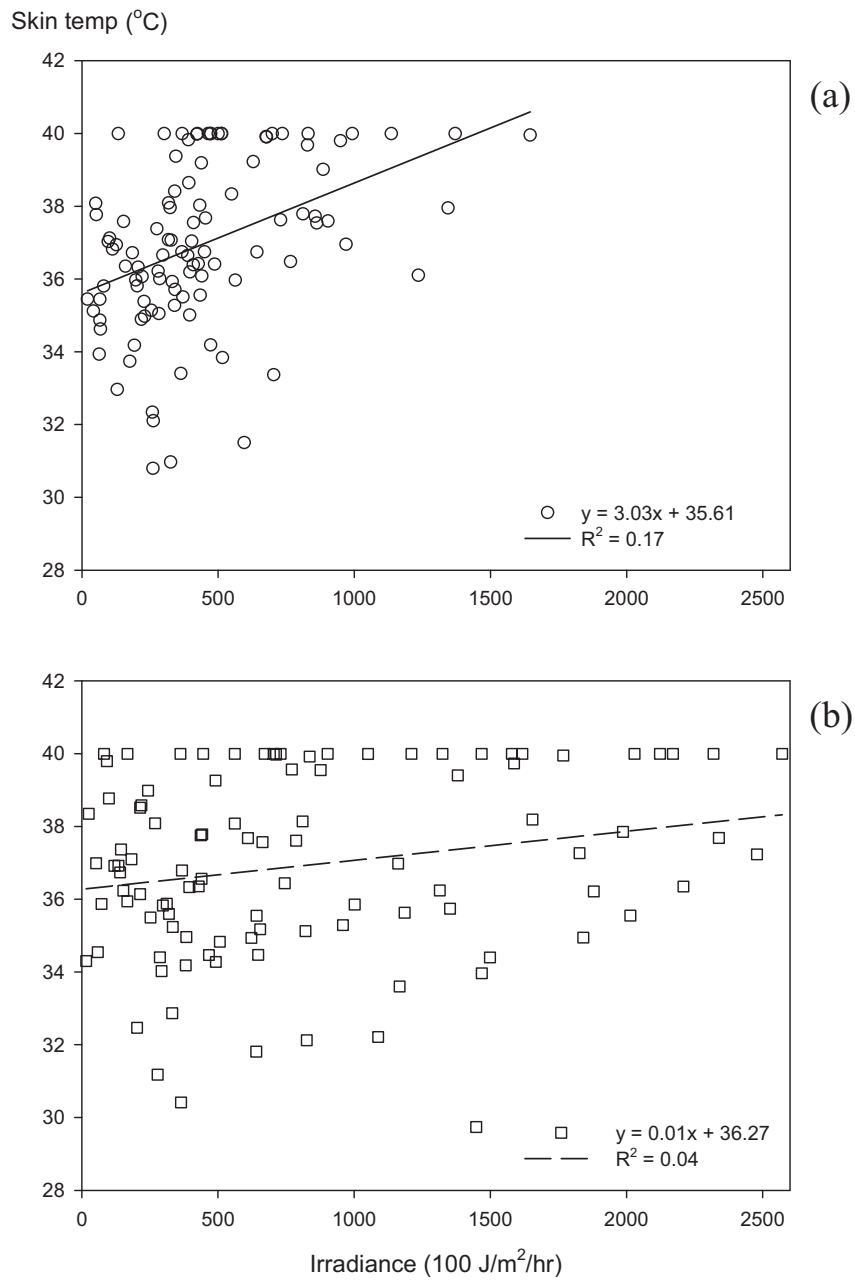 Skin temp (°C)
42
40
38
36
34
32
30
28
(a)
y = 3.03x + 35.61
R² = 0.17
0 500 1000 1500 2000 2500
42
40
38
36
34
32
30
28
(b)
y = 0.01x + 36.27
R² = 0.04
0 500 1000 1500 2000 2500
Irradiance (100 J/m²/hr)